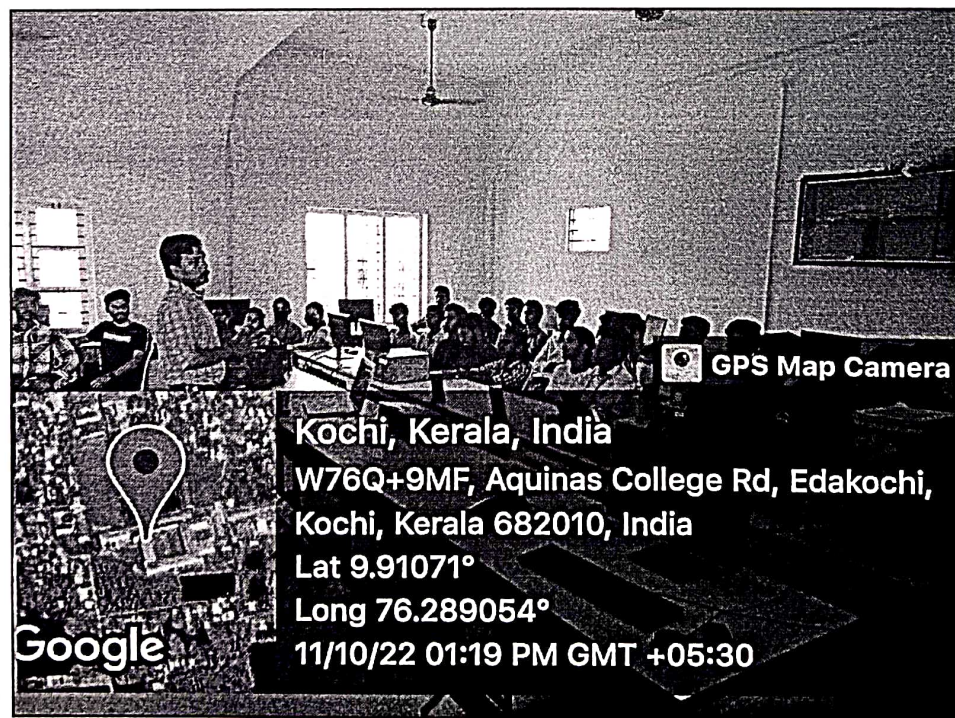 GPS Map Camera
Kochi, Kerala, India
W76Q+9MF, Aquinas College Rd, Edakochi,
Kochi, Kerala 682010, India
Lat 9.91071°
Long 76.289054°
11/10/22 01:19 PM GMT +05:30
Google